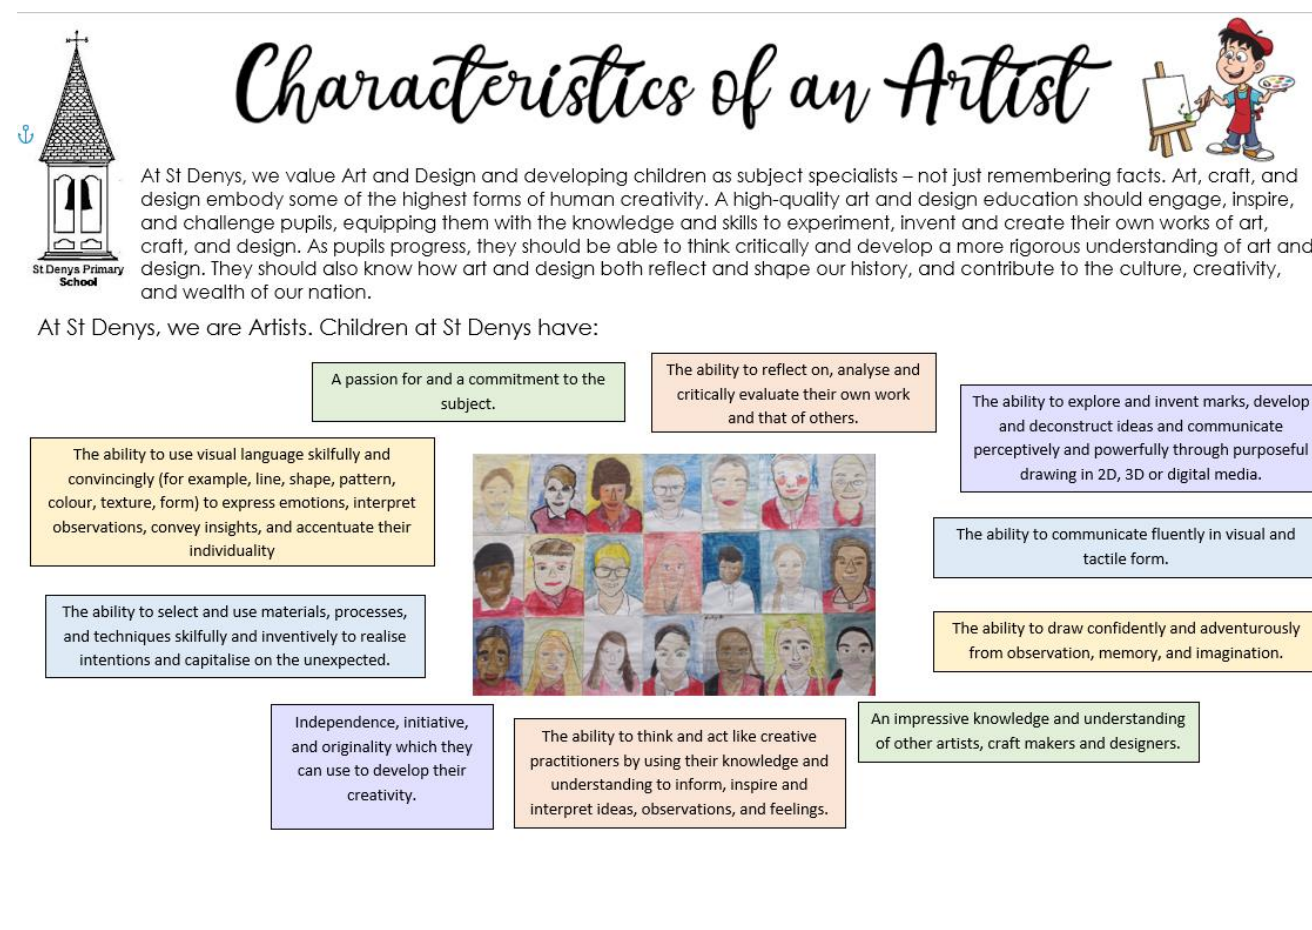 Characteristics of an Artist
St Denys Primary
School
At St Denys, we value Art and Design and developing children as subject specialists – not just remembering facts. Art, craft, and
design embody some of the highest forms of human creativity. A high-quality art and design education should engage, inspire,
and challenge pupils, equipping them with the knowledge and skills to experiment, invent and create their own works of art,
craft, and design. As pupils progress, they should be able to think critically and develop a more rigorous understanding of art and
design. They should also know how art and design both reflect and shape our history, and contribute to the culture, creativity,
and wealth of our nation.
At St Denys, we are Artists. Children at St Denys have:
A passion for and a commitment to the
subject.
The ability to reflect on, analyse and
critically evaluate their own work
and that of others.
The ability to explore and invent marks, develop
and deconstruct ideas and communicate
perceptively and powerfully through purposeful
drawing in 2D, 3D or digital media.
The ability to use visual language skilfully and
convincingly (for example, line, shape, pattern,
colour, texture, form) to express emotions, interpret
observations, convey insights, and accentuate their
individuality
The ability to communicate fluently in visual and
tactile form.
The ability to select and use materials, processes,
and techniques skilfully and inventively to realise
intentions and capitalise on the unexpected.
The ability to draw confidently and adventurously
from observation, memory, and imagination.
Independence, initiative,
and originality which they
can use to develop their
creativity.
The ability to think and act like creative
practitioners by using their knowledge and
understanding to inform, inspire and
interpret ideas, observations, and feelings.
An impressive knowledge and understanding
of other artists, craft makers and designers.